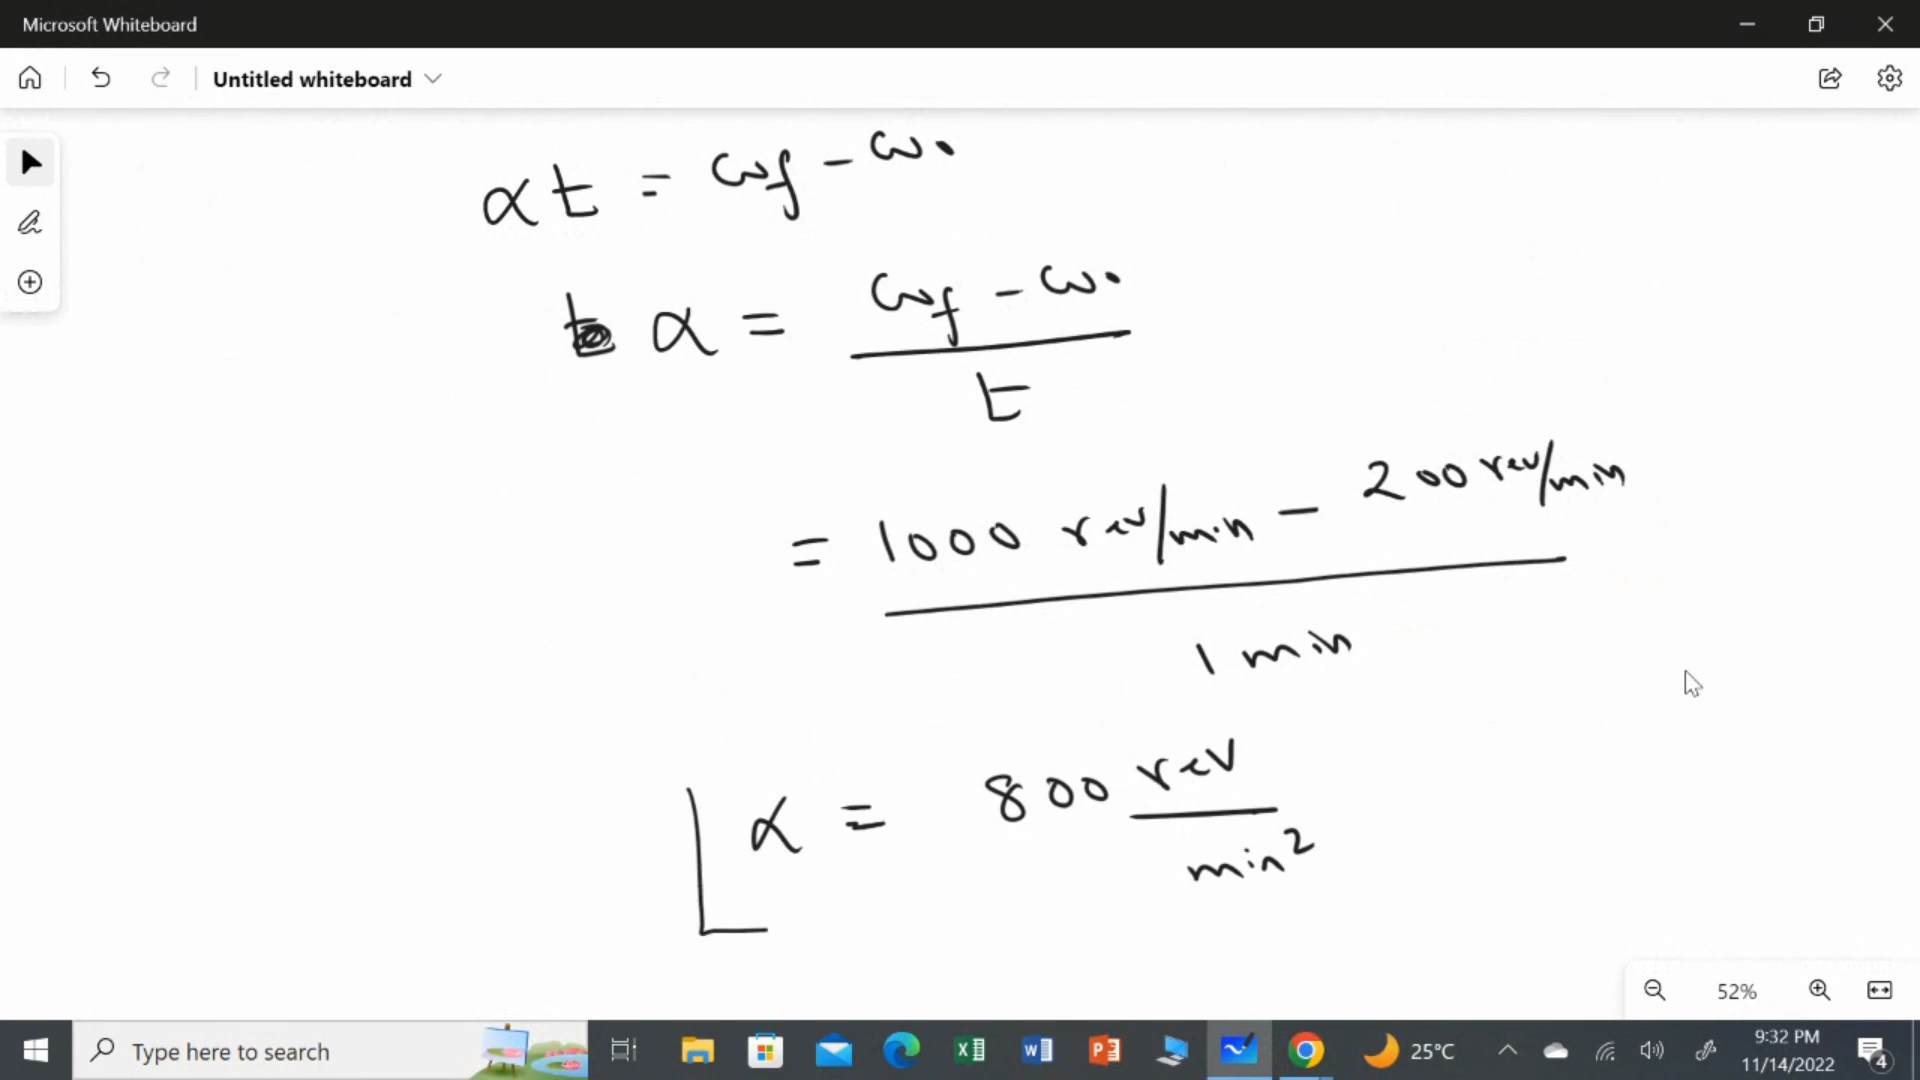 Microsoft Whiteboard
Untitled whiteboard
αt = ωf - ω₀
α = ωf - ω₀
t
= 1000 rev/min - 200 rev/min
1 min
α = 800 rev
min²
52%
Type here to search
25°C
9:32 PM
11/14/2022
4